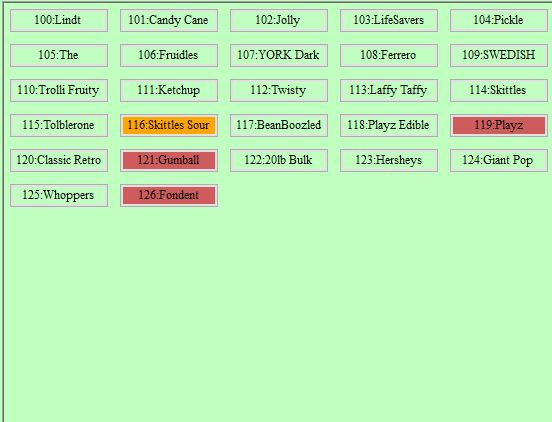 100:Lindt 101:Candy Cane 102:Jolly 103:LifeSavers 104:Pickle
105:The 106:Fruidles 107:YORK Dark 108:Ferrero 109:SWEDISH
110:Trolli Fruity 111:Ketchup 112:Twisty 113:Laffy Taffy 114:Skittles
115:Tolblerone 116:Skittles Sour 117:BeanBoozled 118:Playz Edible 119:Playz
120:Classic Retro 121:Gumball 122:20lb Bulk 123:Hersheys 124:Giant Pop
125:Whoppers 126:Fondent